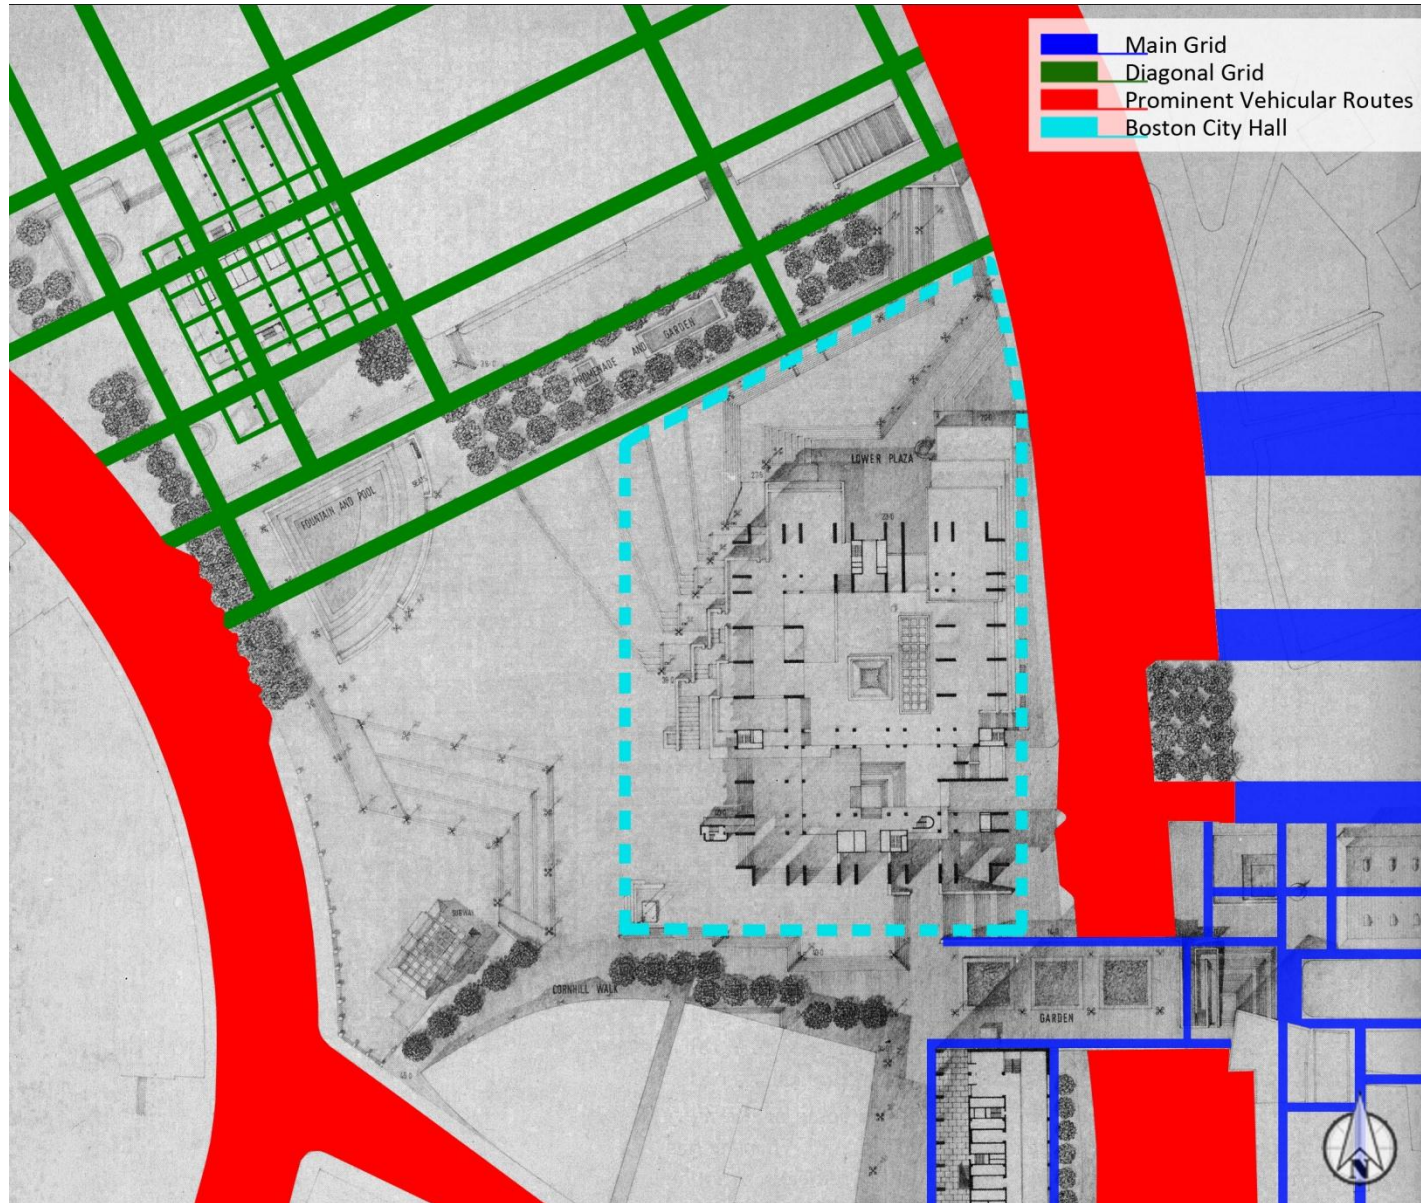 Main Grid
Diagonal Grid
Prominent Vehicular Routes
Boston City Hall
PROMENADE AND GARDEN
LOWER PLAZA
FOUNTAIN AND POOL
SEATS
CORNHILL WALK
GARDEN
N